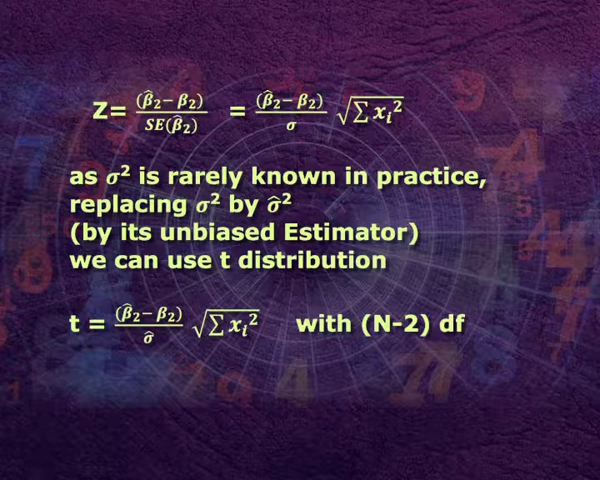 Z= (β̂₂− β₂) / SE(β̂₂) = (β̂₂− β₂) / σ √∑ xᵢ²
as σ² is rarely known in practice,
replacing σ² by σ̂²
(by its unbiased Estimator)
we can use t distribution
t = (β̂₂− β₂) / σ̂ √∑ xᵢ² with (N-2) df